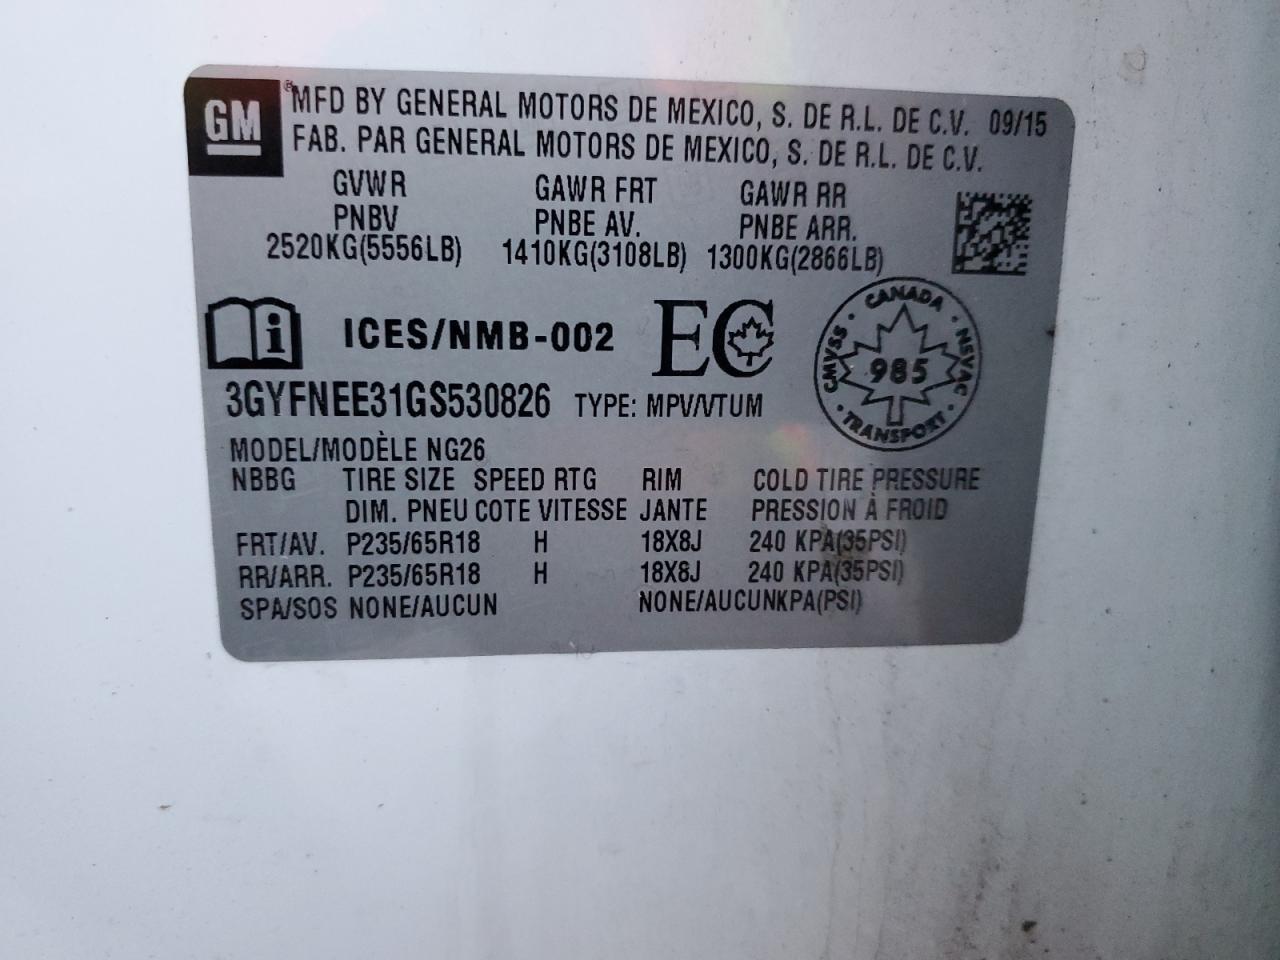 GM
®MFD BY GENERAL MOTORS DE MEXICO, S. DE R.L. DE C.V. 09/15
FAB. PAR GENERAL MOTORS DE MEXICO, S. DE R.L. DE C.V.
GVWR GAWR FRT GAWR RR
PNBV PNBE AV. PNBE ARR.
2520KG(5556LB) 1410KG(3108LB) 1300KG(2866LB)
i ICES/NMB-002 EC
CANADA
CMVSS 985 NSVAC
TRANSPORT
3GYFNEE31GS530826 TYPE: MPV/VTUM
MODEL/MODÈLE NG26
NBBG TIRE SIZE SPEED RTG RIM COLD TIRE PRESSURE
DIM. PNEU COTE VITESSE JANTE PRESSION À FROID
FRT/AV. P235/65R18 H 18X8J 240 KPA(35PSI)
RR/ARR. P235/65R18 H 18X8J 240 KPA(35PSI)
SPA/SOS NONE/AUCUN NONE/AUCUNKPA(PSI)